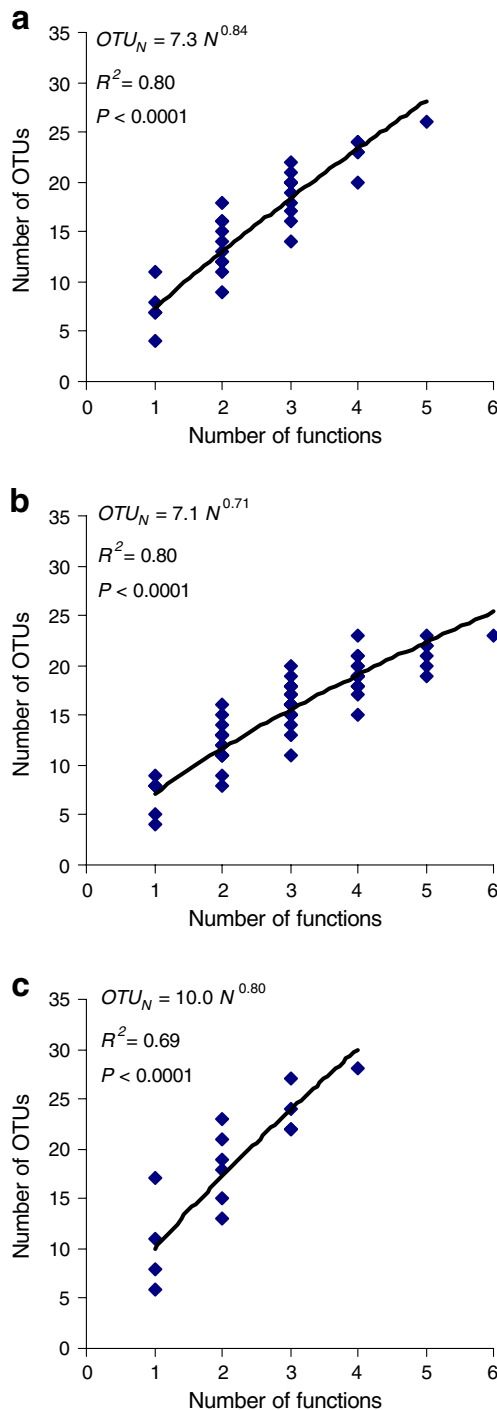 a
OTU_N = 7.3 N^0.84
R^2 = 0.80
P < 0.0001
Number of OTUs
35
30
25
20
15
10
5
0
0 1 2 3 4 5 6
Number of functions
b
OTU_N = 7.1 N^0.71
R^2 = 0.80
P < 0.0001
Number of OTUs
35
30
25
20
15
10
5
0
0 1 2 3 4 5 6
Number of functions
c
OTU_N = 10.0 N^0.80
R^2 = 0.69
P < 0.0001
Number of OTUs
35
30
25
20
15
10
5
0
0 1 2 3 4 5 6
Number of functions